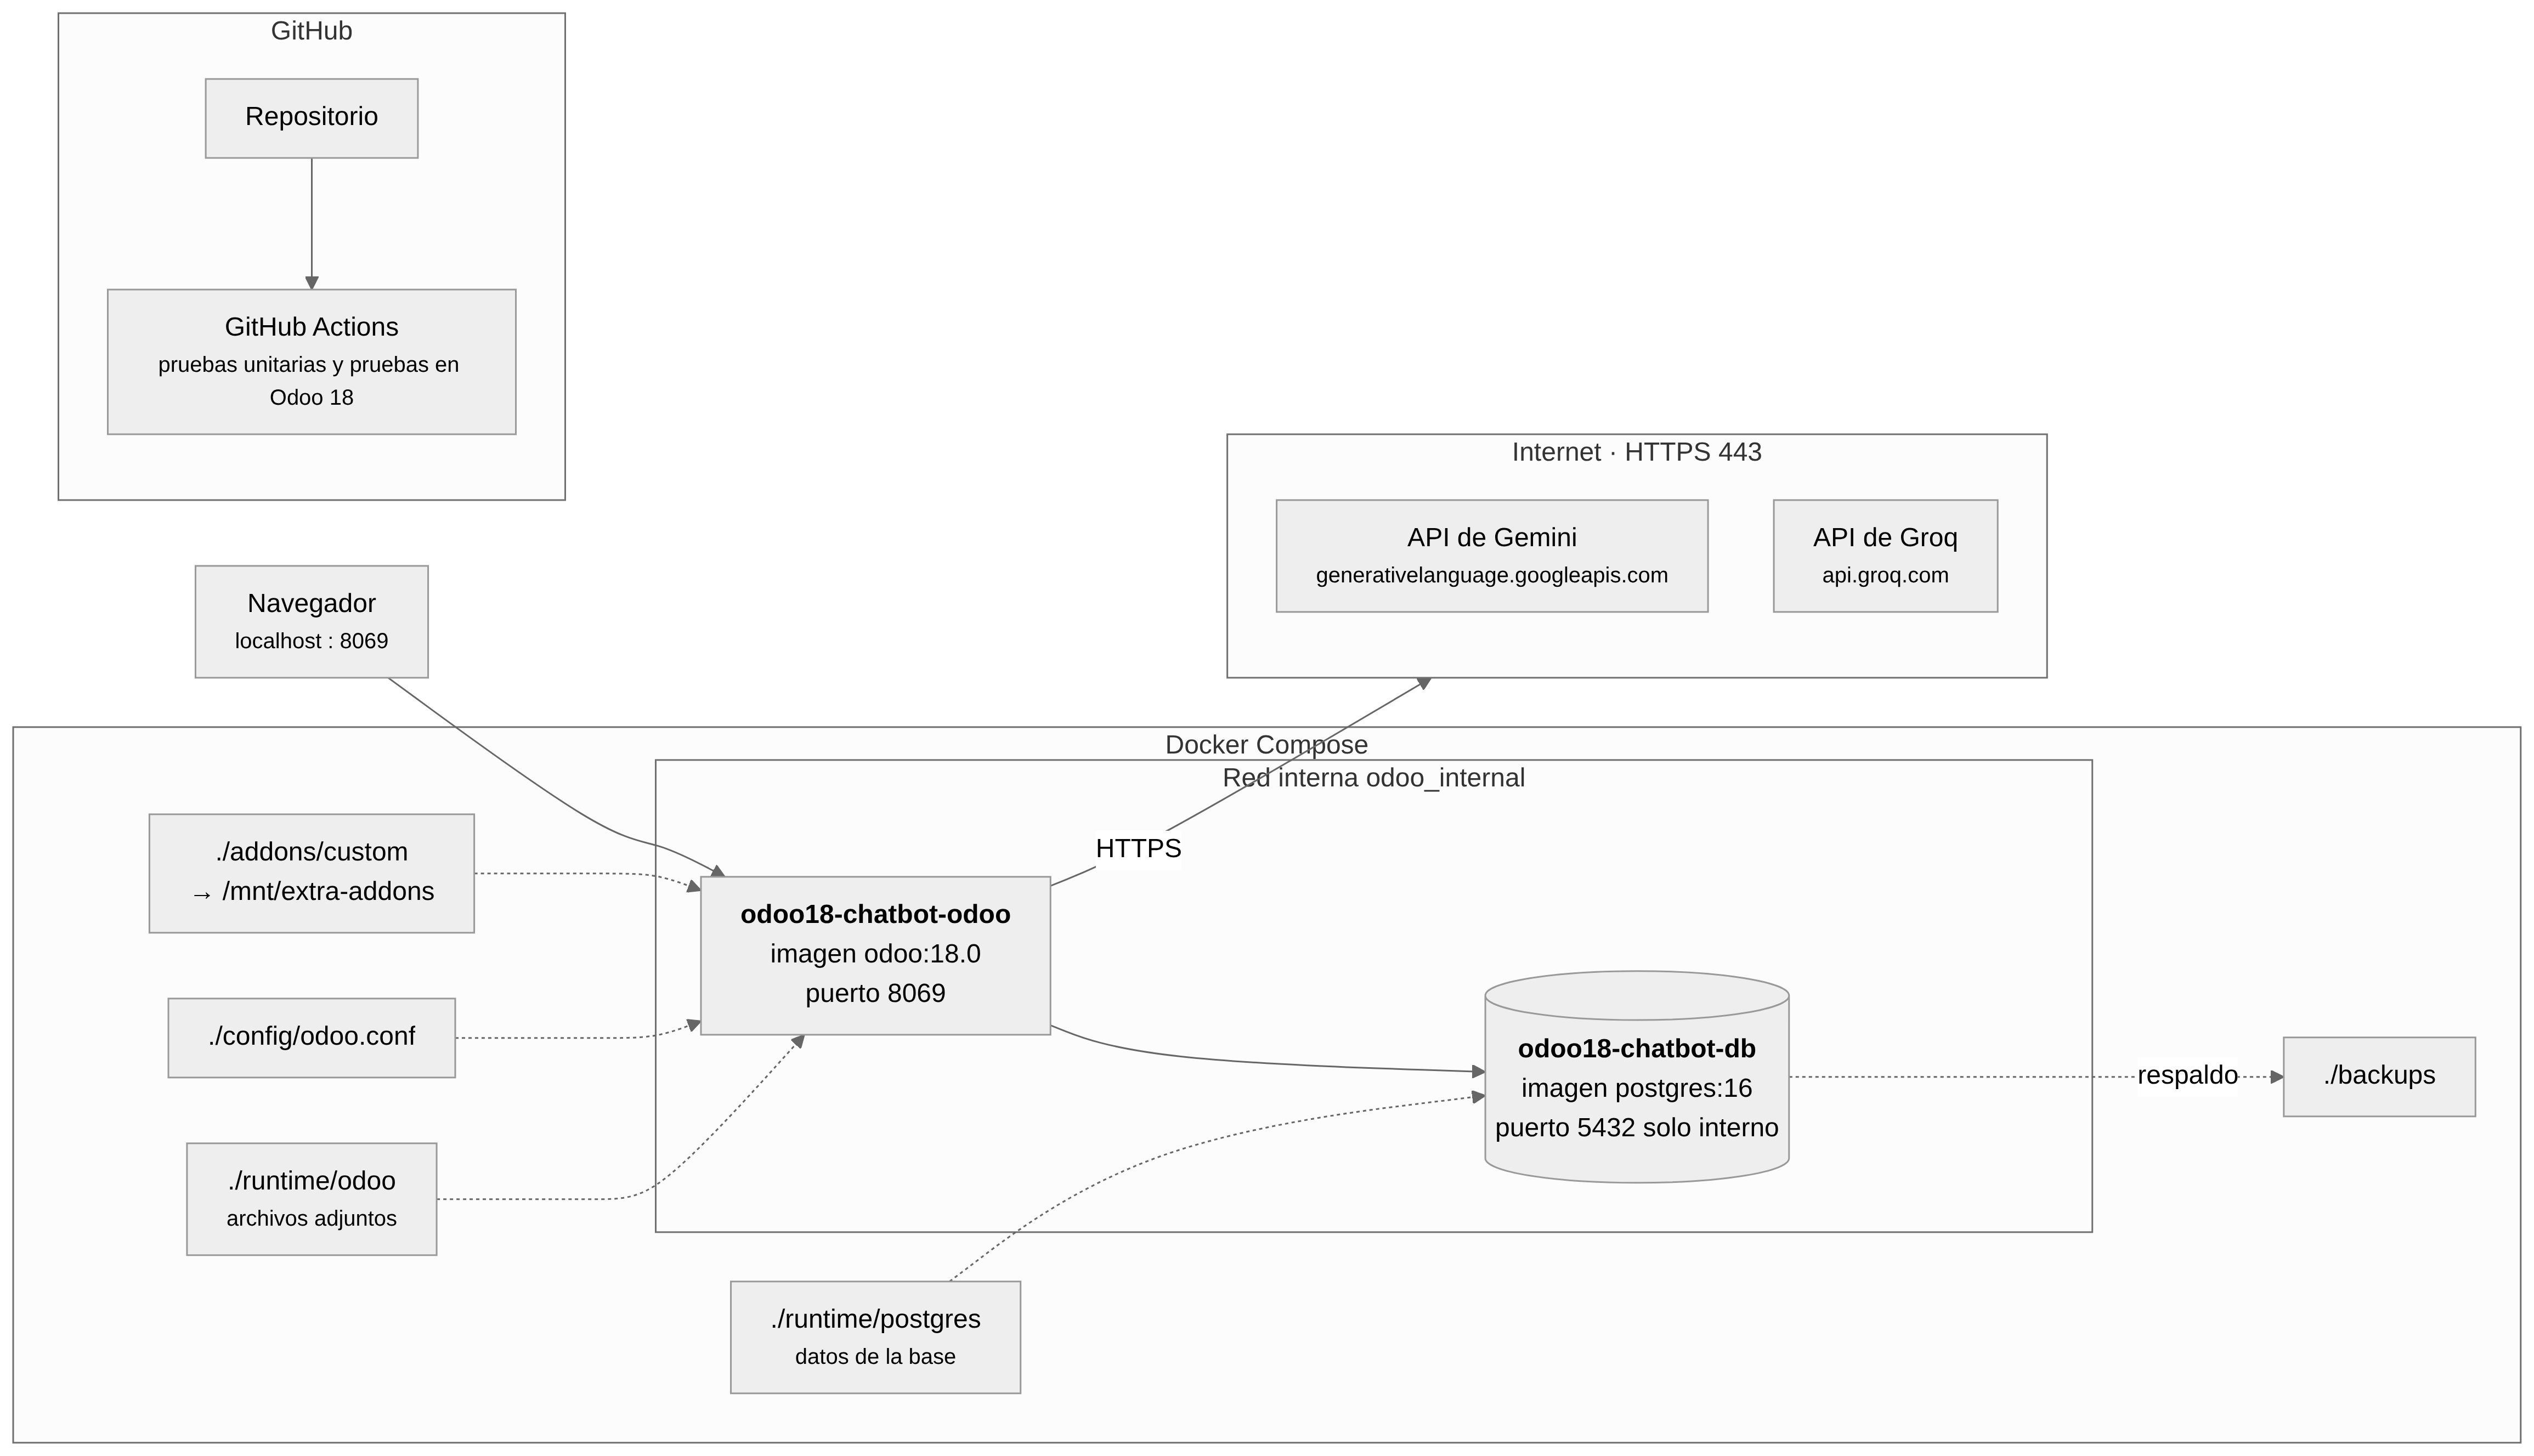 GitHub
Repositorio
GitHub Actions
pruebas unitarias y pruebas en
Odoo 18
Internet · HTTPS 443
API de Gemini
generativelanguage.googleapis.com
API de Groq
api.groq.com
Navegador
localhost : 8069
Docker Compose
Red interna odoo_internal
./addons/custom
→ /mnt/extra-addons
HTTPS
odoo18-chatbot-odoo
imagen odoo:18.0
puerto 8069
./config/odoo.conf
odoo18-chatbot-db
imagen postgres:16
puerto 5432 solo interno
respaldo
./backups
./runtime/odoo
archivos adjuntos
./runtime/postgres
datos de la base